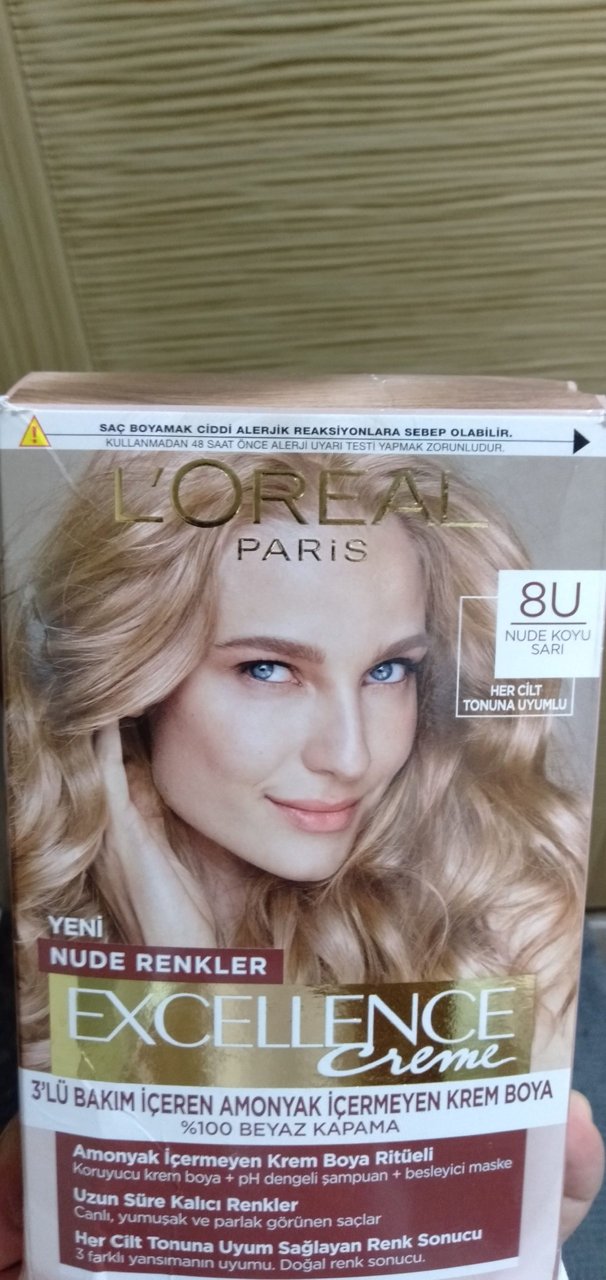 SAÇ BOYAMAK CİDDİ ALERJİK REAKSİYONLARA SEBEP OLABİLİR.
KULLANMADAN 48 SAAT ÖNCE ALERJİ UYARI TESTİ YAPMAK ZORUNLUDUR.
L'ORÉAL
PARiS
8U
NUDE KOYU
SARI
HER CİLT
TONUNA UYUMLU
YENİ
NUDE RENKLER
EXCELLENCE
Creme
3'LÜ BAKIM İÇEREN AMONYAK İÇERMEYEN KREM BOYA
%100 BEYAZ KAPAMA
Amonyak İçermeyen Krem Boya Ritüeli
Koruyucu krem boya + pH dengeli şampuan + besleyici maske
Uzun Süre Kalıcı Renkler
Canlı, yumuşak ve parlak görünen saçlar
Her Cilt Tonuna Uyum Sağlayan Renk Sonucu
3 farklı yansımanın uyumu. Doğal renk sonucu.